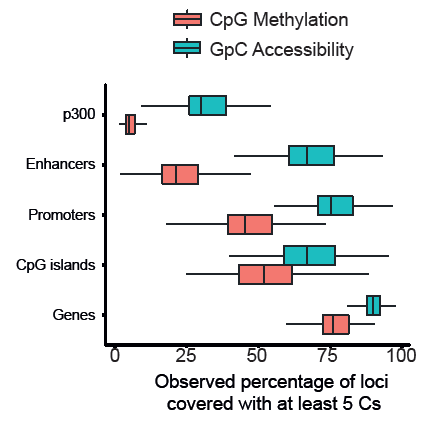 CpG Methylation
GpC Accessibility
p300
Enhancers
Promoters
CpG islands
Genes
0 25 50 75 100
Observed percentage of loci
covered with at least 5 Cs